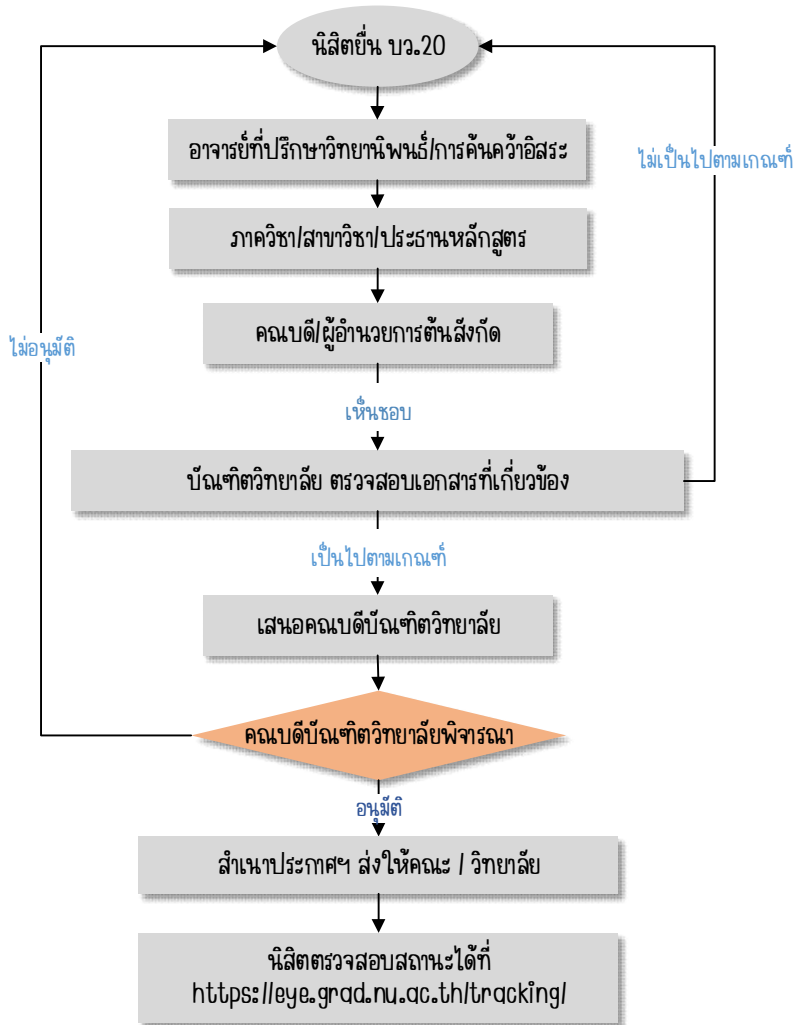 นิสิตยื่น บว.20
อาจารย์ที่ปรึกษาวิทยานิพนธ์/การค้นคว้าอิสระ
ไม่เป็นไปตามเกณฑ์
ภาควิชา/สาขาวิชา/ประธานหลักสูตร
คณบดี/ผู้อำนวยการต้นสังกัด
ไม่อนุมัติ
เห็นชอบ
บัณฑิตวิทยาลัย ตรวจสอบเอกสารที่เกี่ยวข้อง
เป็นไปตามเกณฑ์
เสนอคณบดีบัณฑิตวิทยาลัย
คณบดีบัณฑิตวิทยาลัยพิจารณา
อนุมัติ
สำเนาประกาศฯ ส่งให้คณะ / วิทยาลัย
นิสิตตรวจสอบสถานะได้ที่
https://eye.grad.nu.ac.th/tracking/